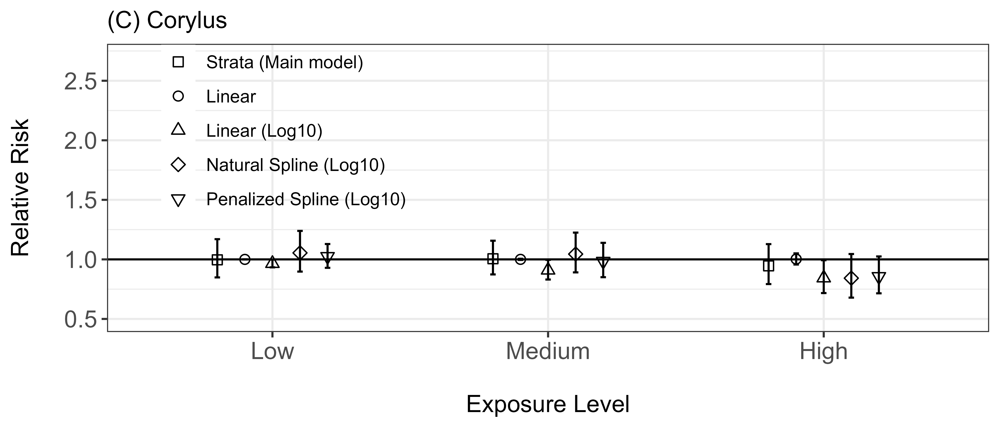 (C) Corylus
Strata (Main model)
Linear
Linear (Log10)
Natural Spline (Log10)
Penalized Spline (Log10)
Relative Risk
2.5
2.0
1.5
1.0
0.5
Low
Medium
High
Exposure Level